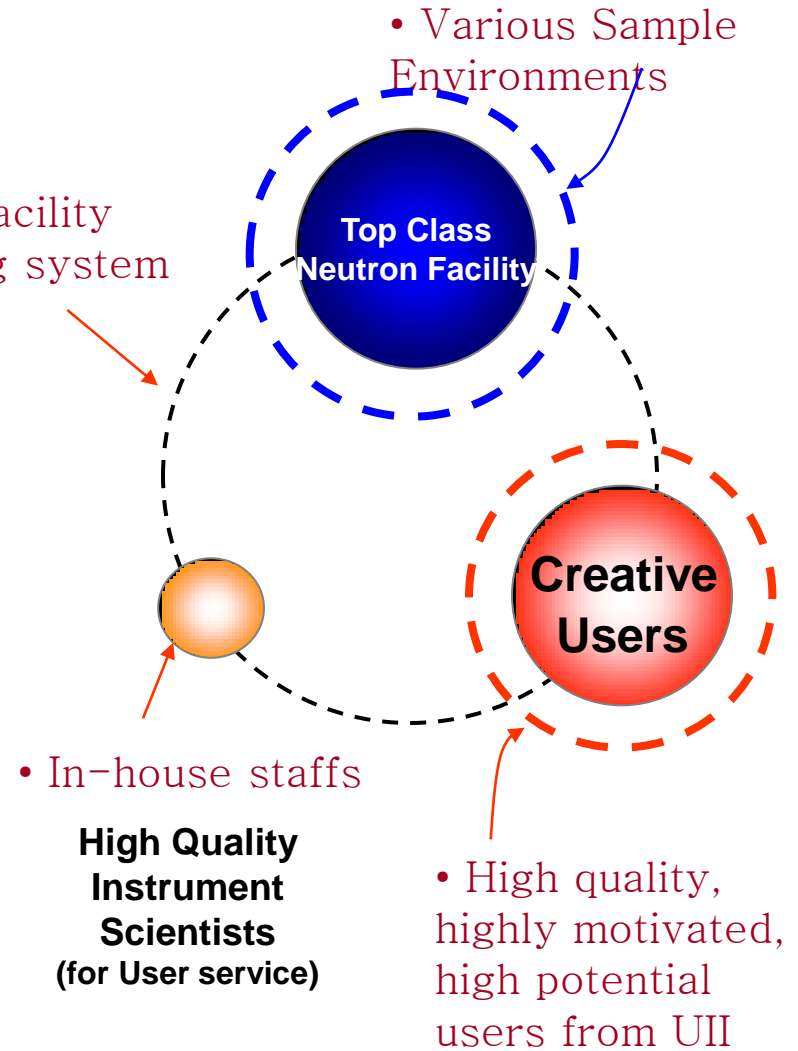 • Various Sample
Environments
acility
g system
Top Class
Neutron Facility
Creative
Users
• In-house staffs
High Quality
Instrument
Scientists
(for User service)
• High quality,
highly motivated,
high potential
users from UII